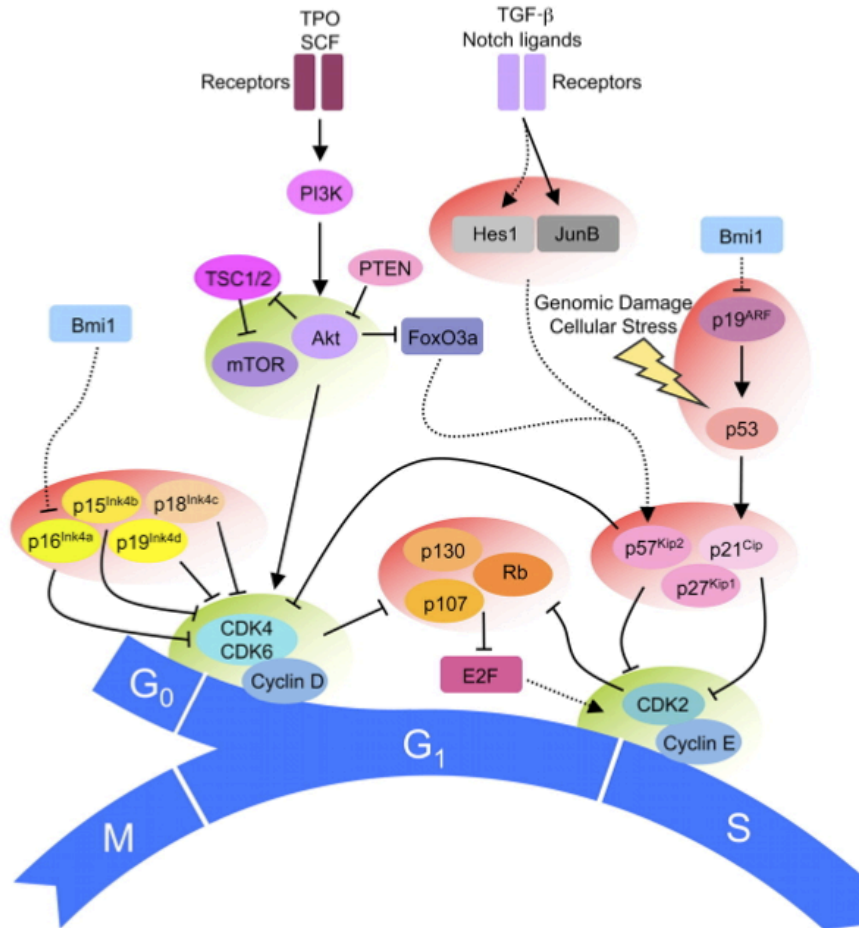 TPO
SCF
Receptors
TGF-β
Notch ligands
Receptors
PI3K
Hes1
JunB
Bmi1
TSC1/2
PTEN
Genomic Damage
Cellular Stress
p19ARF
Bmi1
Akt
FoxO3a
mTOR
p53
p15Ink4b
p18Ink4c
p16Ink4a
p19Ink4d
p130
Rb
p107
p57Kip2
p21Cip
p27Kip1
CDK4
CDK6
Cyclin D
E2F
CDK2
Cyclin E
G0
G1
M
S